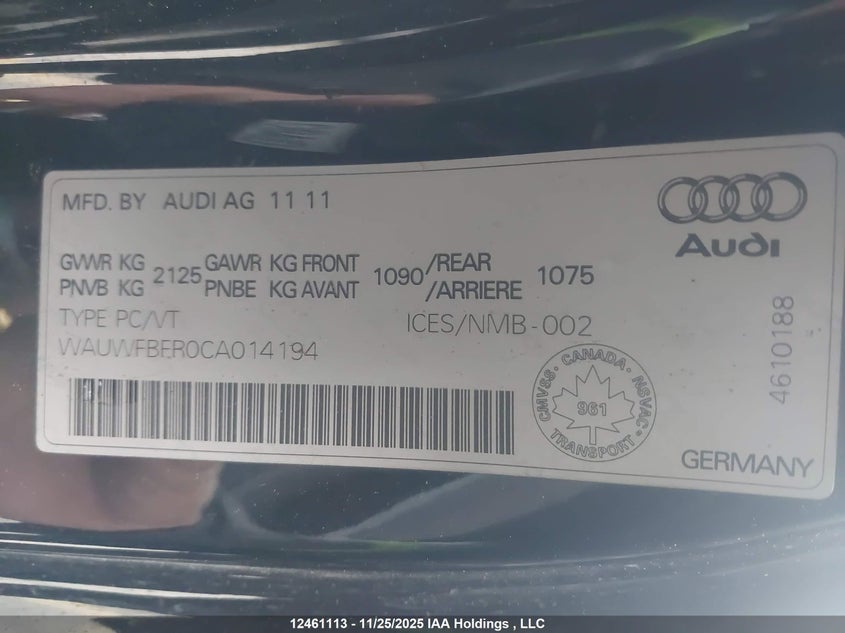 MFD. BY AUDI AG 11 11
Audi
GVWR KG 2125 GAWR KG FRONT 1090 /REAR 1075
PNVB KG PNBE KG AVANT /ARRIERE
TYPE PC/VT ICES/NMB-002
WAUWFBFR0CA014194
CMVSS · CANADA · NSVAC · TRANSPORT ·
961
4610188
GERMANY
12461113 - 11/25/2025 IAA Holdings , LLC